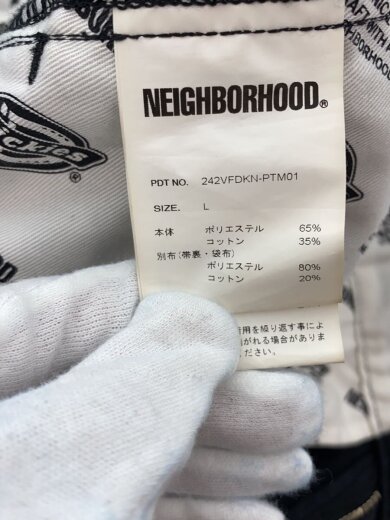 NEIGHBORHOOD®
PDT NO. 242VFDKN-PTM01
SIZE. L
本体 ポリエステル 65%
コットン 35%
別布(帯裏・袋布)
ポリエステル 80%
コットン 20%
用を繰り返す事によ
がれる場合がありま
ださい。